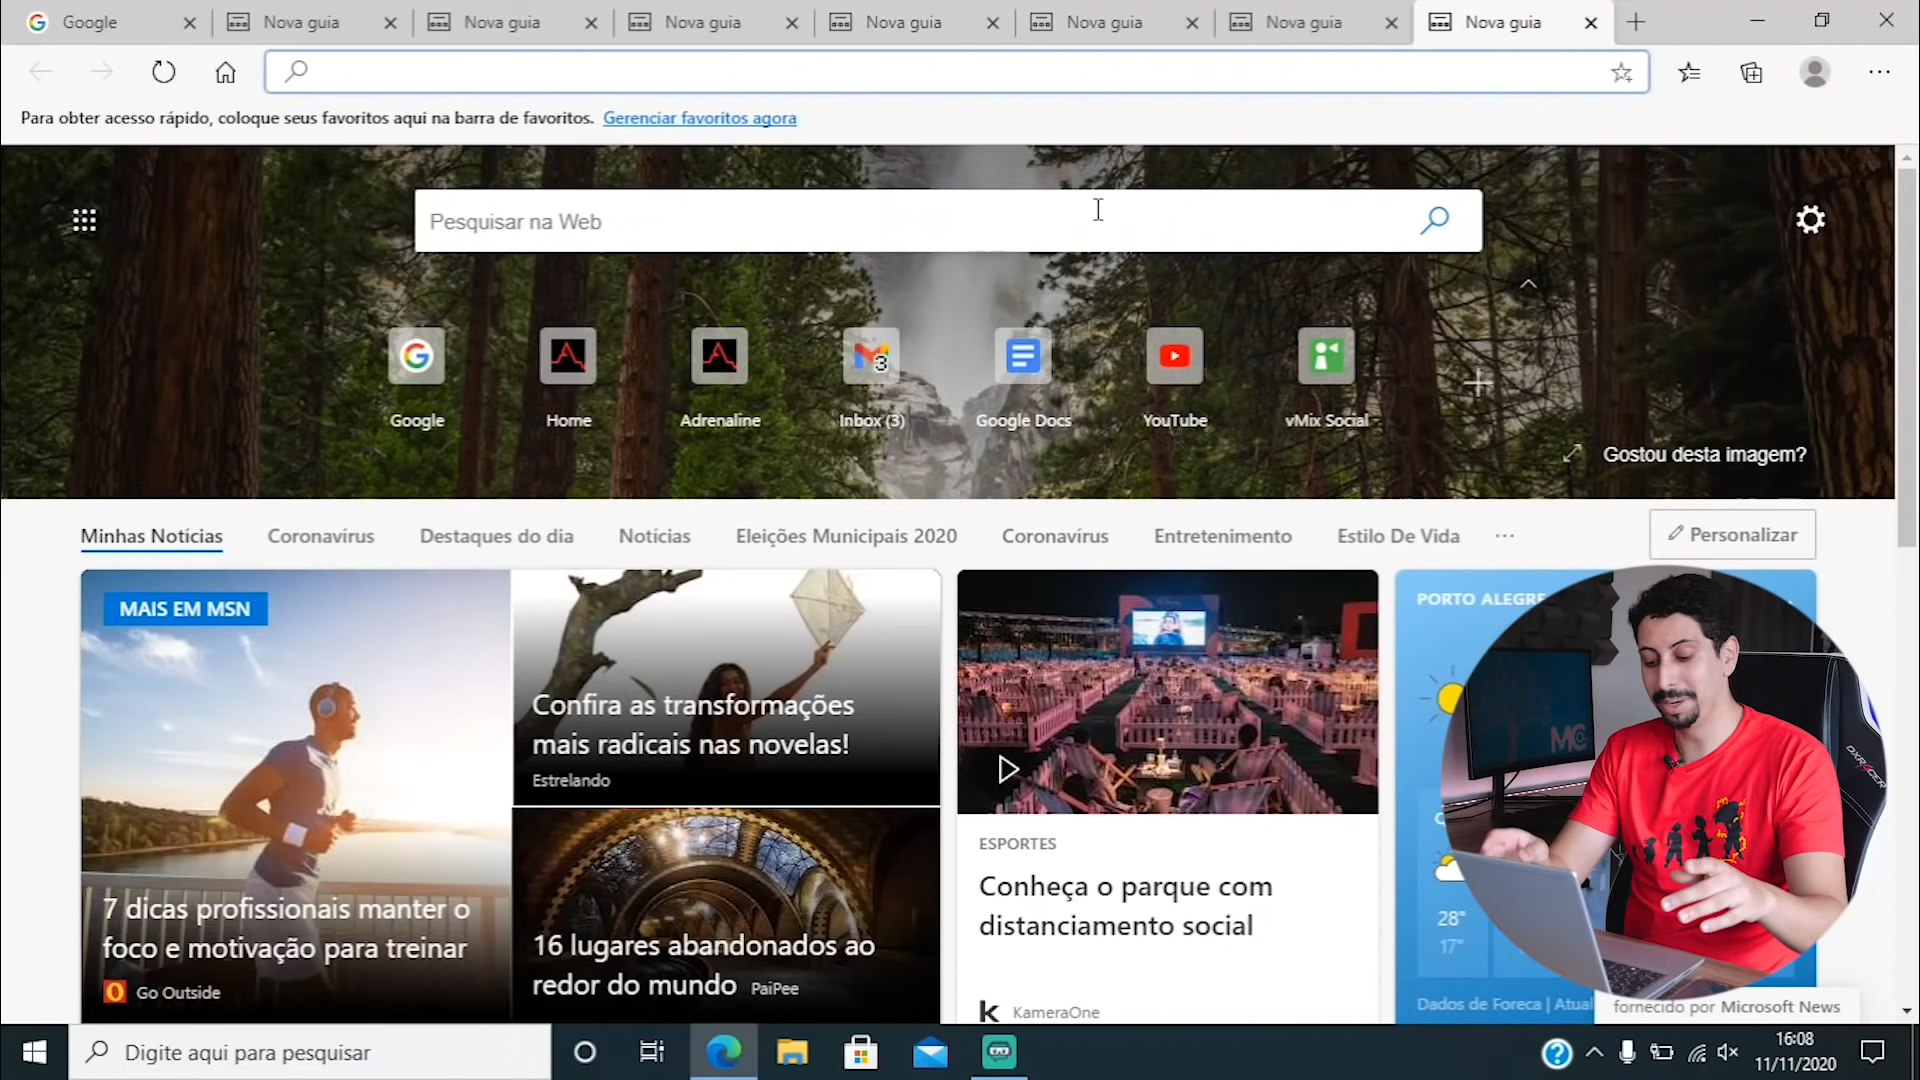 Google
Nova guia
Nova guia
Nova guia
Nova guia
Nova guia
Nova guia
Nova guia
Para obter acesso rápido, coloque seus favoritos aqui na barra de favoritos. Gerenciar favoritos agora
Pesquisar na Web
Google
Home
Adrenaline
Inbox (3)
Google Docs
YouTube
vMix Social
Gostou desta imagem?
Minhas Notícias
Coronavírus
Destaques do dia
Notícias
Eleições Municipais 2020
Coronavírus
Entretenimento
Estilo De Vida
Personalizar
MAIS EM MSN
7 dicas profissionais manter o
foco e motivação para treinar
Go Outside
Confira as transformações
mais radicais nas novelas!
Estrelando
16 lugares abandonados ao
redor do mundo PaiPee
ESPORTES
Conheça o parque com
distanciamento social
KameraOne
PORTO ALEGRE
28°
17°
Dados de Foreca | Atual
fornecido por Microsoft News
MC
DXRACER
Digite aqui para pesquisar
16:08
11/11/2020